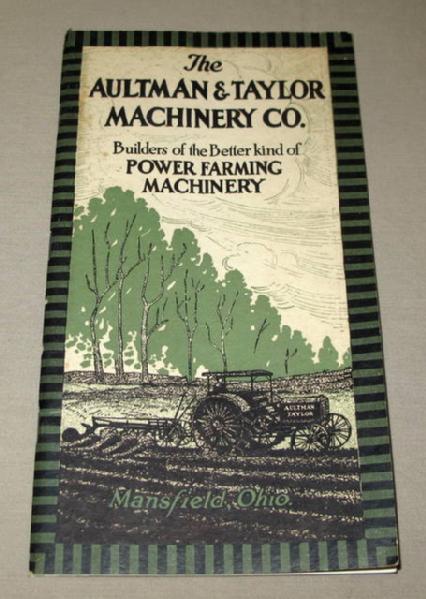 The
AULTMAN & TAYLOR
MACHINERY CO.
Builders of the Better kind of
POWER FARMING
MACHINERY
AULTMAN
TAYLOR
Mansfield, Ohio.